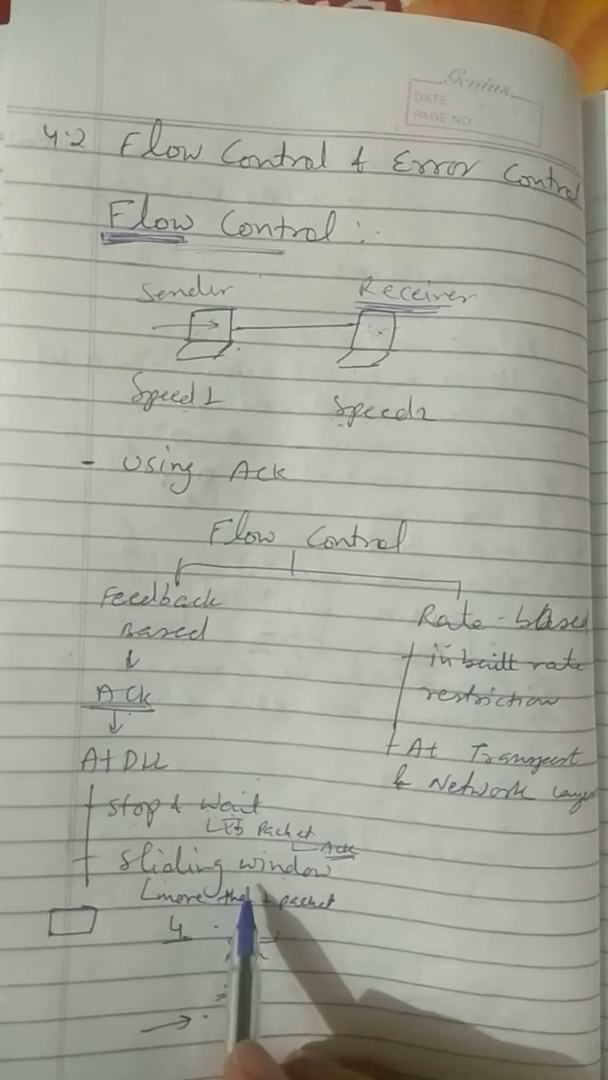 Genius
DATE
PAGE NO.
4.2 Flow Control & Error Control
Flow Control :-
Sender Receiver
Speed 1 Speed 2
- Using Ack
Flow Control
Feedback Based
Rate-based
ACK
in built rate restriction
At DLL
At Transport & Network Layer
Stop & Wait
Packet
Ack
Sliding window
more than 1 packet
4